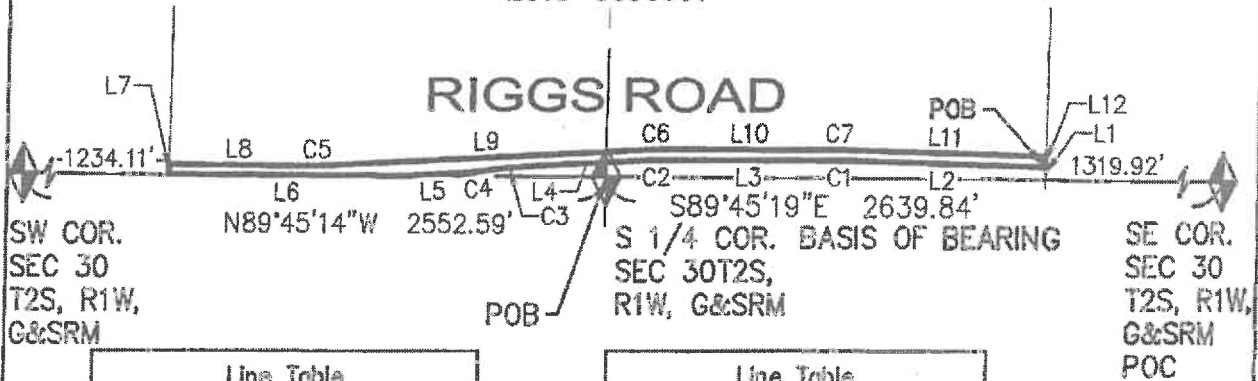 RIGGS ROAD
L7
POB
L12
L1
L8 C5 L9 C6 L10 C7 L11
1234.11'
1319.92'
L6 L5 C4 L4 C3 C2 L3 C1 L2
N89°45'14"W 2552.59'
S89°45'19"E 2639.84'
SW COR.
SEC 30
T2S, R1W,
G&SRM
POB
S 1/4 COR. BASIS OF BEARING
SEC 30T2S,
R1W, G&SRM
SE COR.
SEC 30
T2S, R1W,
G&SRM
POC
Line Table
Line Table